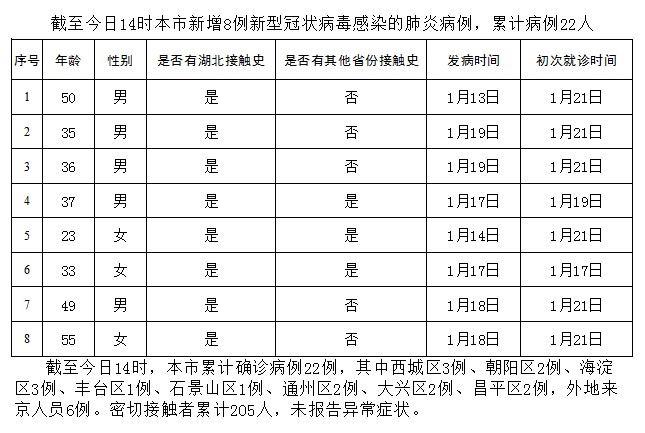 截至今日14时本市新增8例新型冠状病毒感染的肺炎病例，累计病例22人
序号 年龄 性别 是否有湖北接触史 是否有其他省份接触史 发病时间 初次就诊时间
1 50 男 是 否 1月13日 1月21日
2 35 男 是 否 1月19日 1月21日
3 36 男 是 否 1月19日 1月21日
4 37 男 是 是 1月17日 1月19日
5 23 女 是 是 1月14日 1月21日
6 33 女 是 是 1月17日 1月17日
7 49 男 是 否 1月18日 1月21日
8 55 女 是 否 1月18日 1月21日
截至今日14时，本市累计确诊病例22例，其中西城区3例、朝阳区2例、海淀
区3例、丰台区1例、石景山区1例、通州区2例、大兴区2例、昌平区2例，外地来
京人员6例。密切接触者累计205人，未报告异常症状。